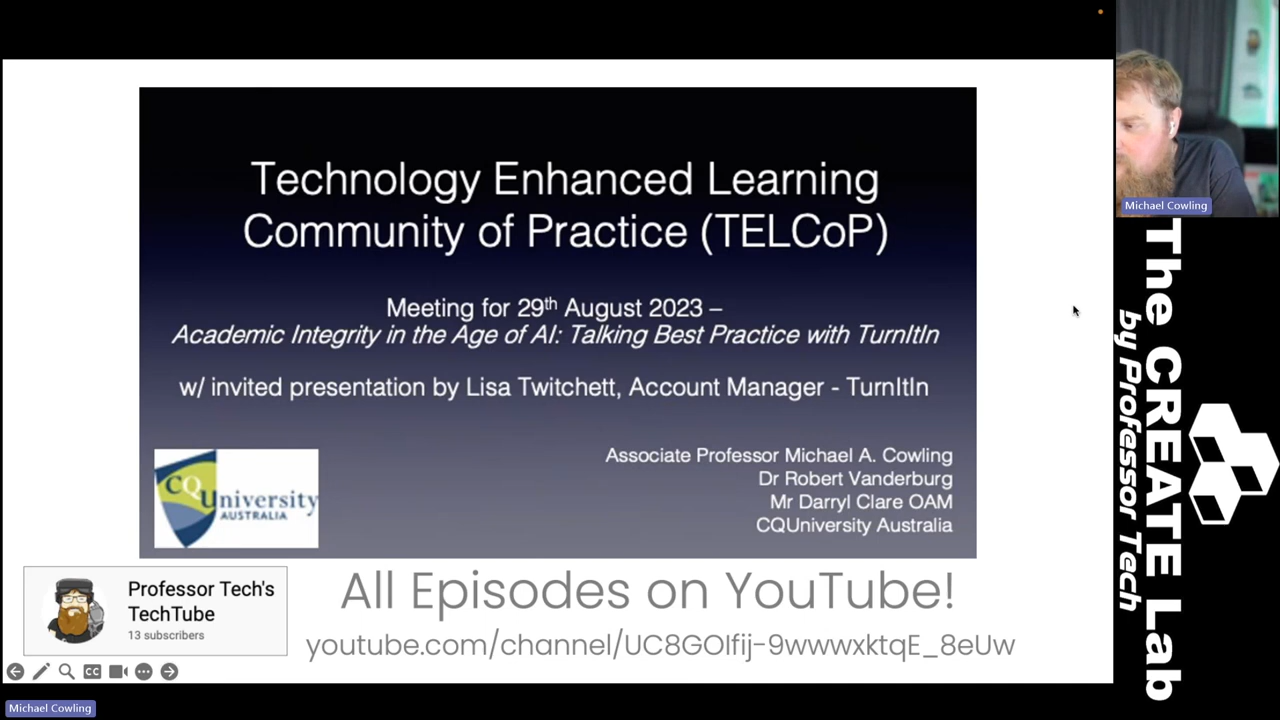 Technology Enhanced Learning
Community of Practice (TELCoP)
Meeting for 29th August 2023 –
Academic Integrity in the Age of AI: Talking Best Practice with TurnItIn
w/ invited presentation by Lisa Twitchett, Account Manager - TurnItIn
Associate Professor Michael A. Cowling
Dr Robert Vanderburg
Mr Darryl Clare OAM
CQUniversity Australia
CQUniversity
AUSTRALIA
Professor Tech's
TechTube
13 subscribers
All Episodes on YouTube!
youtube.com/channel/UC8GOlfij-9wwwxktqE_8eUw
CC
Michael Cowling
Michael Cowling
The CREATE Lab
by Professor Tech